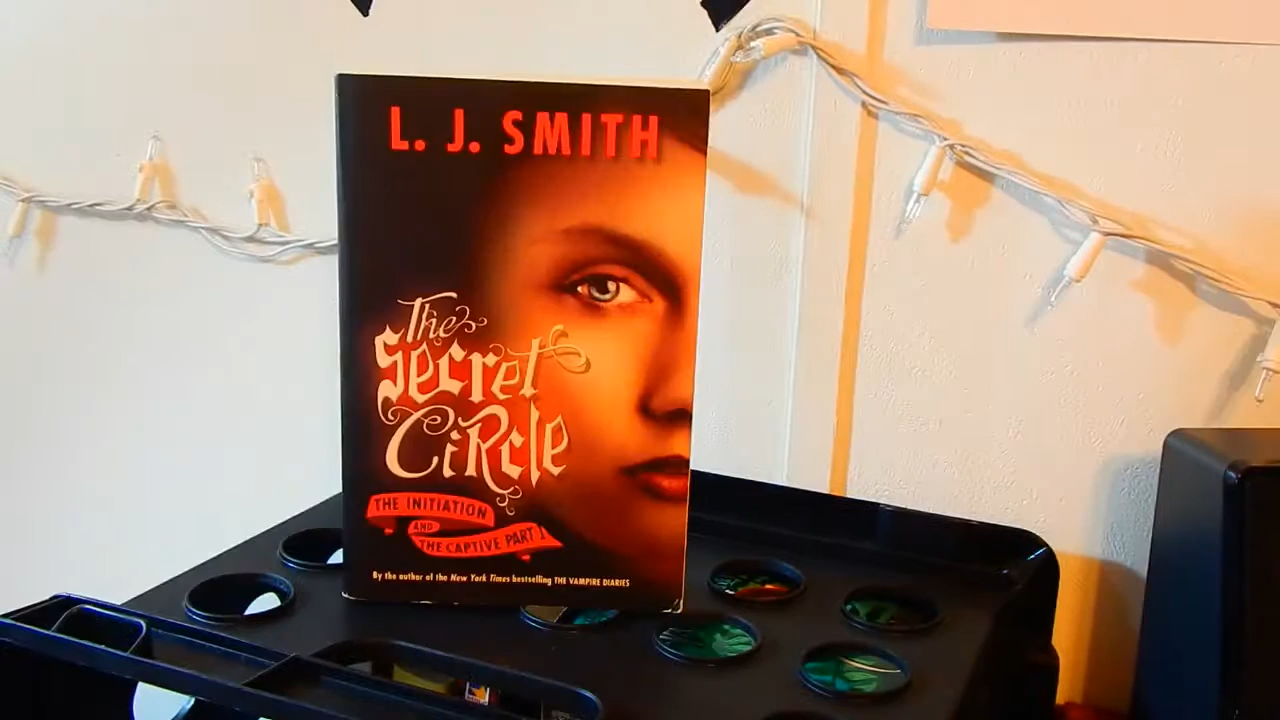 L. J. SMITH
The
Secret
Circle
THE INITIATION
AND
THE CAPTIVE PART I
By the author of the New York Times bestselling THE VAMPIRE DIARIES